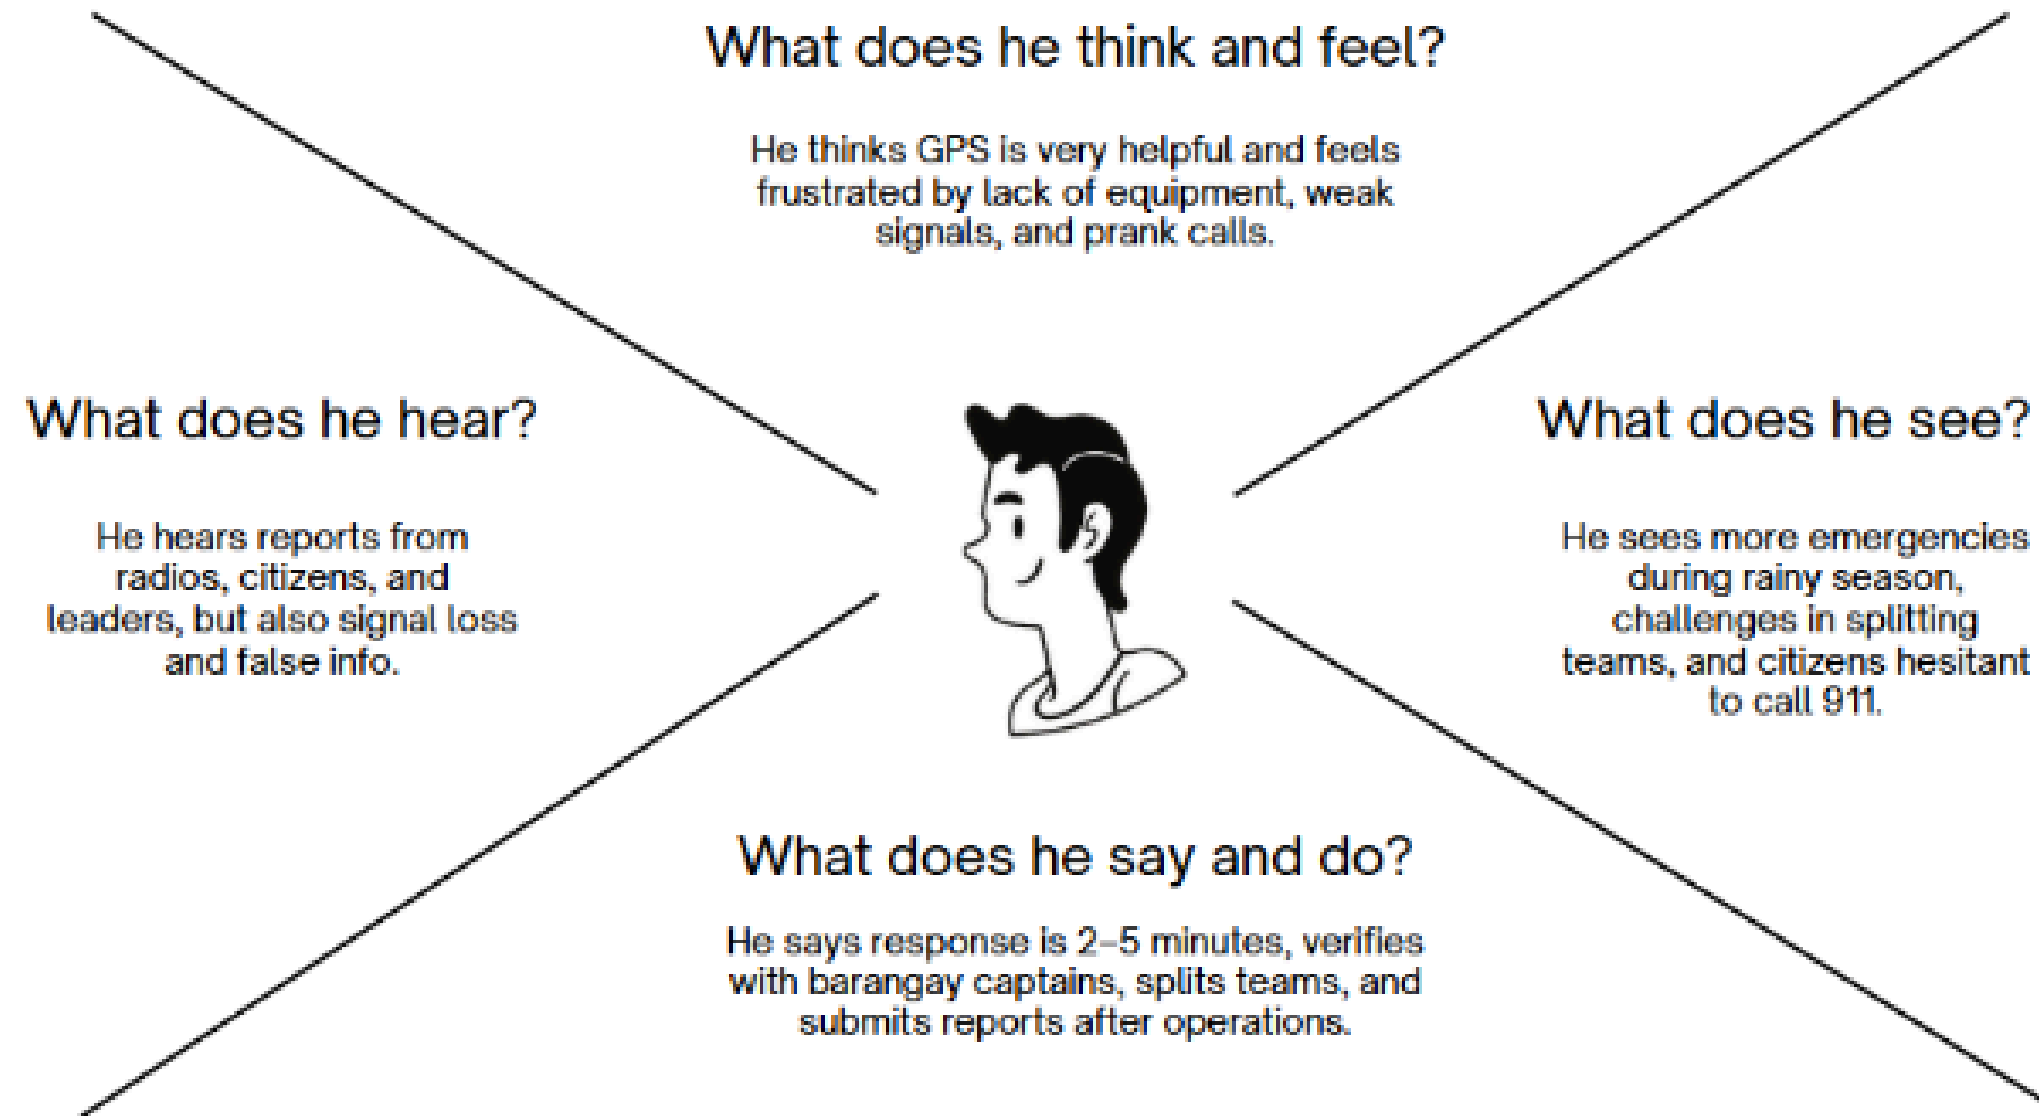 What does he think and feel?
He thinks GPS is very helpful and feels
frustrated by lack of equipment, weak
signals, and prank calls.
What does he hear?
He hears reports from
radios, citizens, and
leaders, but also signal loss
and false info.
What does he see?
He sees more emergencies
during rainy season,
challenges in splitting
teams, and citizens hesitant
to call 911.
What does he say and do?
He says response is 2–5 minutes, verifies
with barangay captains, splits teams, and
submits reports after operations.